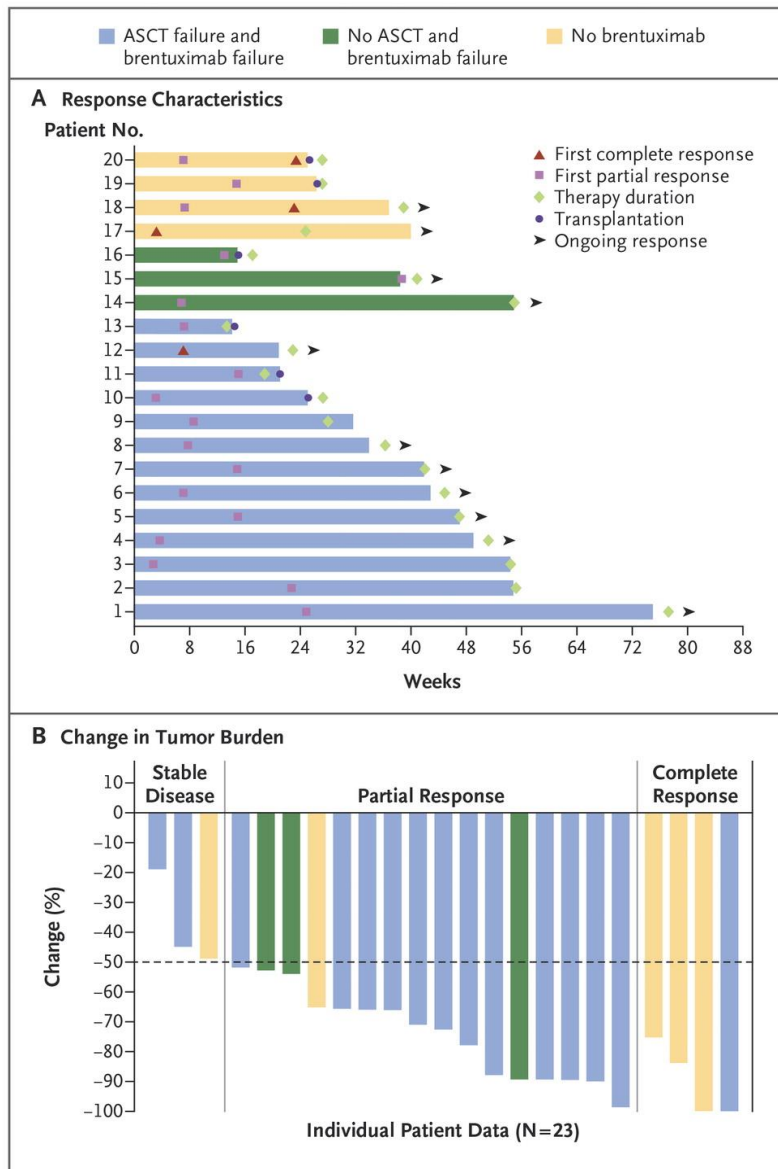 ASCT failure and
brentuximab failure
No ASCT and
brentuximab failure
No brentuximab
A Response Characteristics
Patient No.
First complete response
First partial response
Therapy duration
Transplantation
Ongoing response
20
19
18
17
16
15
14
13
12
11
10
9
8
7
6
5
4
3
2
1
0 8 16 24 32 40 48 56 64 72 80 88
Weeks
B Change in Tumor Burden
Stable
Disease
Partial Response
Complete
Response
Change (%)
10
0
−10
−20
−30
−40
−50
−60
−70
−80
−90
−100
Individual Patient Data (N=23)